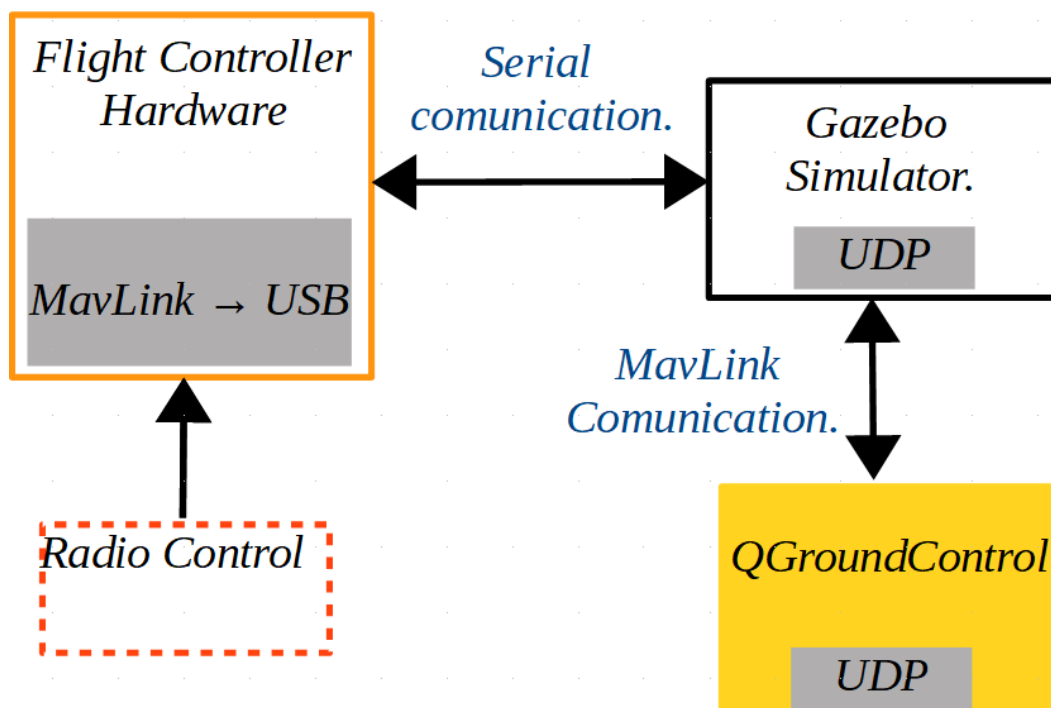 Flight Controller
Hardware
MavLink → USB
Serial
comunication.
Gazebo
Simulator.
UDP
MavLink
Comunication.
Radio Control
QGroundControl
UDP